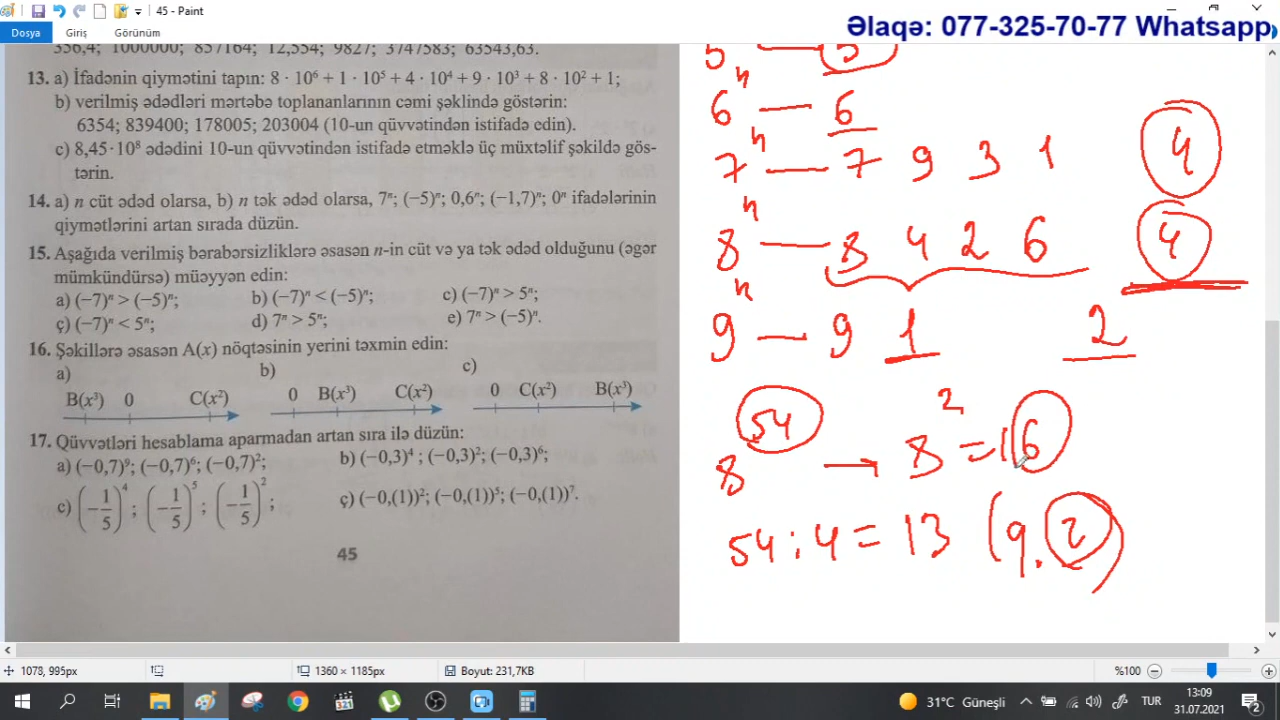 45 - Paint
Dosya Giriş Görünüm
Əlaqə: 077-325-70-77 Whatsapp
356,4; 1000000; 857164; 12,554; 9827; 3747583; 63543,63.
13. a) İfadənin qiymətini tapın: 8 · 10⁶ + 1 · 10⁵ + 4 · 10⁴ + 9 · 10³ + 8 · 10² + 1;
b) verilmiş ədədləri mərtəbə toplananlarının cəmi şəklində göstərin:
6354; 839400; 178005; 203004 (10-un qüvvətindən istifadə edin).
c) 8,45·10⁸ ədədini 10-un qüvvətindən istifadə etməklə üç müxtəlif şəkildə gös-
tərin.
14. a) n cüt ədəd olarsa, b) n tək ədəd olarsa, 7ⁿ; (−5)ⁿ; 0,6ⁿ; (−1,7)ⁿ; 0ⁿ ifadələrinin
qiymətlərini artan sırada düzün.
15. Aşağıda verilmiş bərabərsizliklərə əsasən n-in cüt və ya tək ədəd olduğunu (əgər
mümkündürsə) müəyyən edin:
a) (−7)ⁿ > (−5)ⁿ; b) (−7)ⁿ < (−5)ⁿ; c) (−7)ⁿ > 5ⁿ;
ç) (−7)ⁿ < 5ⁿ; d) 7ⁿ > 5ⁿ; e) 7ⁿ > (−5)ⁿ.
16. Şəkillərə əsasən A(x) nöqtəsinin yerini təxmin edin:
a) b) c)
B(x³) 0 C(x²) 0 B(x³) C(x²) 0 C(x²) B(x³)
17. Qüvvətləri hesablama aparmadan artan sıra ilə düzün:
a) (−0,7)⁹; (−0,7)⁶; (−0,7)²; b) (−0,3)⁴ ; (−0,3)²; (−0,3)⁶;
c) (−1/5)⁴ ; (−1/5)⁵ ; (−1/5)² ; ç) (−0,(1))²; (−0,(1))⁵; (−0,(1))⁷.
45
5ⁿ — 5
6ⁿ — 6
7ⁿ — 7 9 3 1 4
8ⁿ — 8 4 2 6 4
9ⁿ — 9 1 2
8⁵⁴ → 8² = 16
54 : 4 = 13 (q. 2)
1078, 995px 1360 × 1185px Boyut: 231,7KB %100
31°C Güneşli TUR 13:09
31.07.2021
2